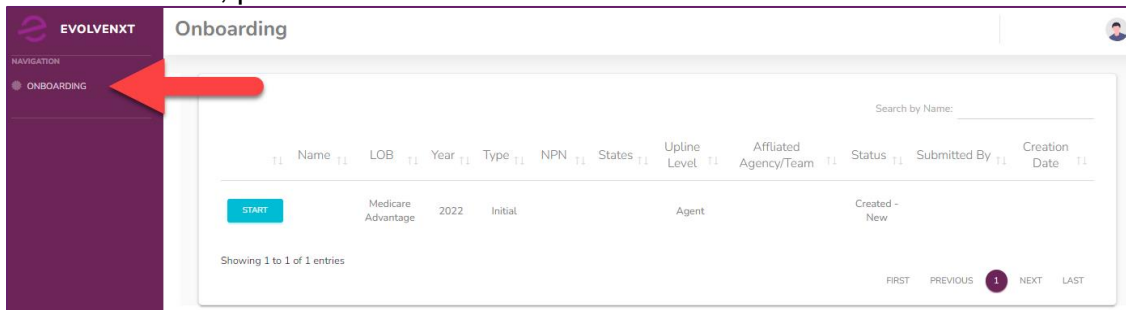 EVOLVENXT
Onboarding
NAVIGATION
ONBOARDING
Search by Name:
Name LOB Year Type NPN States Upline Level Affliated Agency/Team Status Submitted By Creation Date
START Medicare Advantage 2022 Initial Agent Created - New
Showing 1 to 1 of 1 entries
FIRST PREVIOUS 1 NEXT LAST